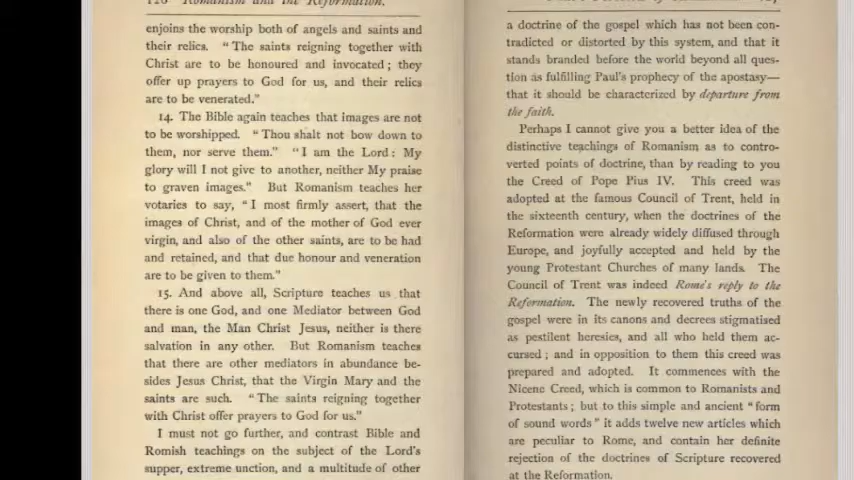 Romanism and the Reformation.
enjoins the worship both of angels and saints and
their relics. "The saints reigning together with
Christ are to be honoured and invocated; they
offer up prayers to God for us, and their relics
are to be venerated."
14. The Bible again teaches that images are not
to be worshipped. "Thou shalt not bow down to
them, nor serve them." "I am the Lord: My
glory will I not give to another, neither My praise
to graven images." But Romanism teaches her
votaries to say, "I most firmly assert, that the
images of Christ, and of the mother of God ever
virgin, and also of the other saints, are to be had
and retained, and that due honour and veneration
are to be given to them."
15. And above all, Scripture teaches us that
there is one God, and one Mediator between God
and man, the Man Christ Jesus, neither is there
salvation in any other. But Romanism teaches
that there are other mediators in abundance be-
sides Jesus Christ, that the Virgin Mary and the
saints are such. "The saints reigning together
with Christ offer prayers to God for us."
I must not go further, and contrast Bible and
Romish teachings on the subject of the Lord's
supper, extreme unction, and a multitude of other
a doctrine of the gospel which has not been con-
tradicted or distorted by this system, and that it
stands branded before the world beyond all ques-
tion as fulfilling Paul's prophecy of the apostasy—
that it should be characterized by departure from
the faith.
Perhaps I cannot give you a better idea of the
distinctive teachings of Romanism as to contro-
verted points of doctrine, than by reading to you
the Creed of Pope Pius IV. This creed was
adopted at the famous Council of Trent, held in
the sixteenth century, when the doctrines of the
Reformation were already widely diffused through
Europe, and joyfully accepted and held by the
young Protestant Churches of many lands. The
Council of Trent was indeed Rome's reply to the
Reformation. The newly recovered truths of the
gospel were in its canons and decrees stigmatised
as pestilent heresies, and all who held them ac-
cursed; and in opposition to them this creed was
prepared and adopted. It commences with the
Nicene Creed, which is common to Romanists and
Protestants; but to this simple and ancient "form
of sound words" it adds twelve new articles which
are peculiar to Rome, and contain her definite
rejection of the doctrines of Scripture recovered
at the Reformation.